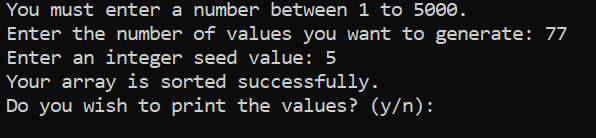 You must enter a number between 1 to 5000.
Enter the number of values you want to generate: 77
Enter an integer seed value: 5
Your array is sorted successfully.
Do you wish to print the values? (y/n):